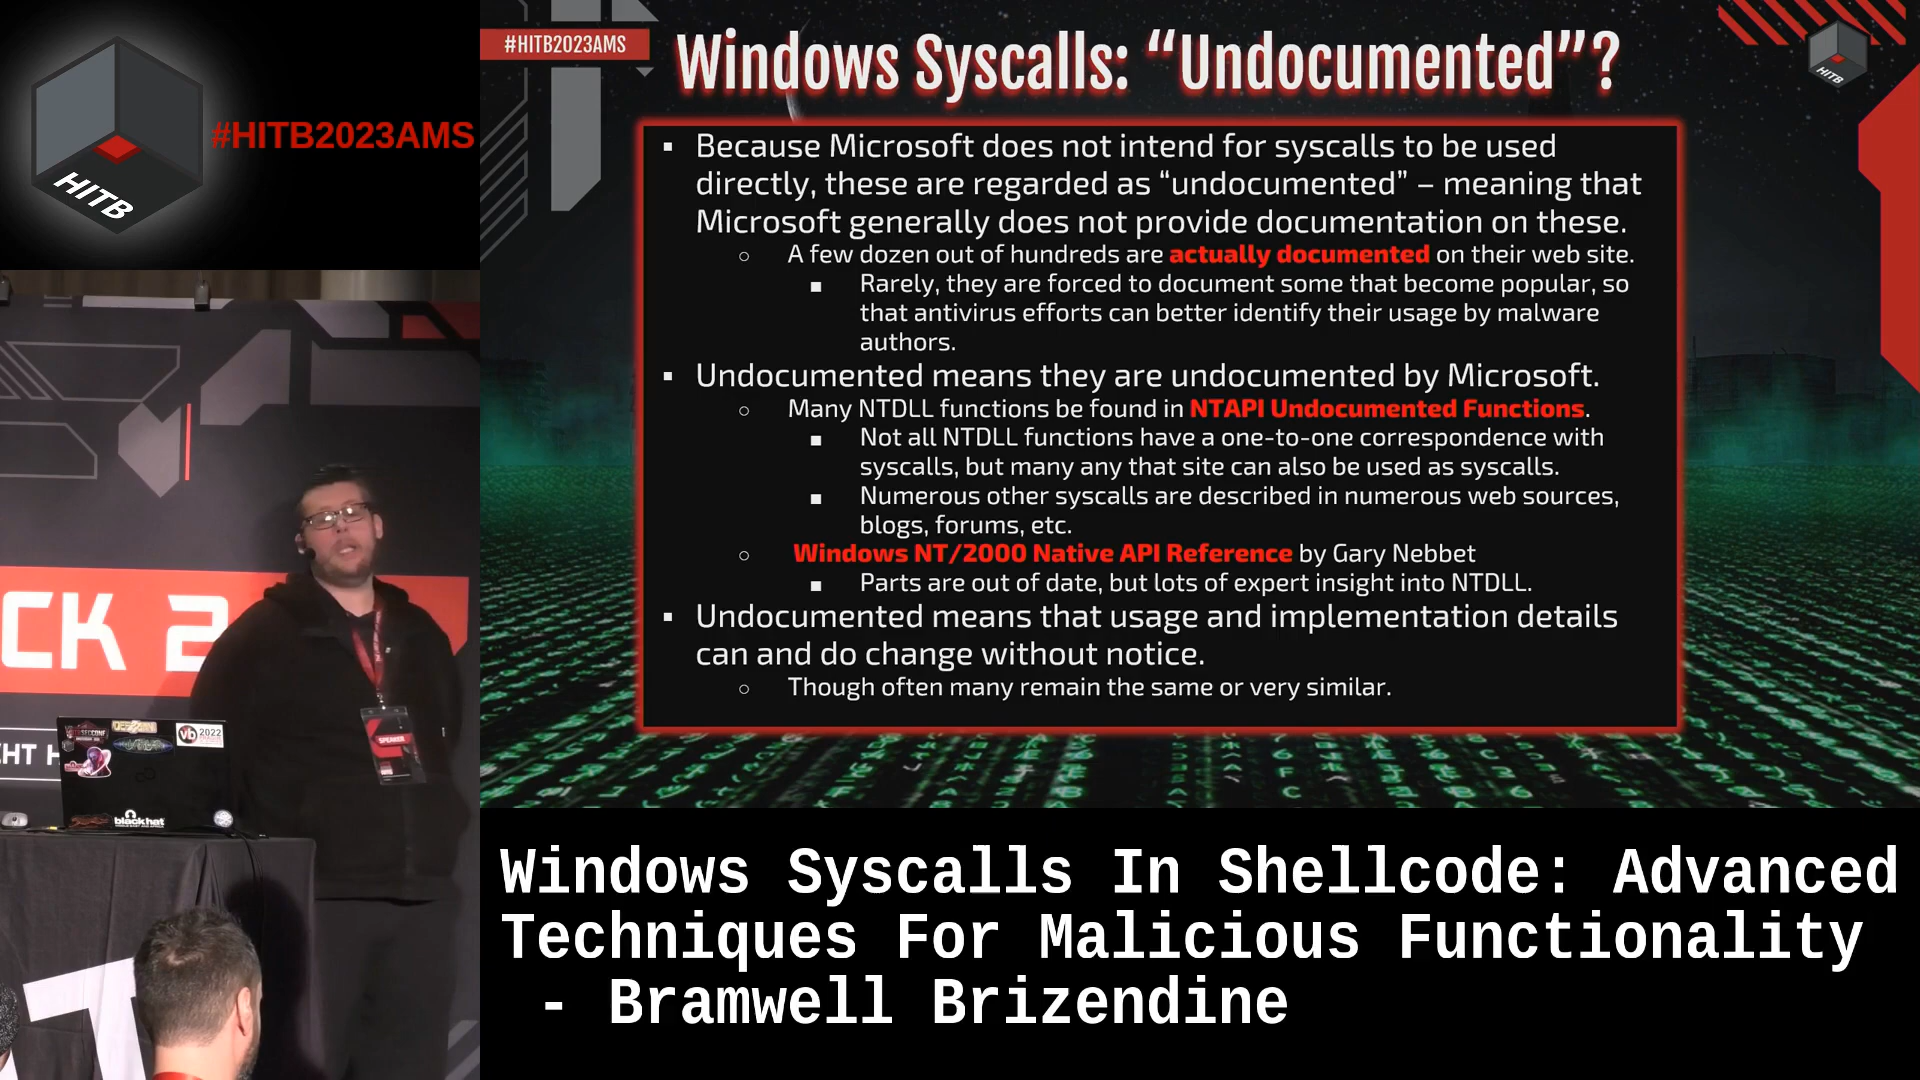 #HITB2023AMS
HITB
#HITB2023AMS
Windows Syscalls: “Undocumented”?
HITB
▪ Because Microsoft does not intend for syscalls to be used
directly, these are regarded as “undocumented” – meaning that
Microsoft generally does not provide documentation on these.
○ A few dozen out of hundreds are actually documented on their web site.
■ Rarely, they are forced to document some that become popular, so
that antivirus efforts can better identify their usage by malware
authors.
▪ Undocumented means they are undocumented by Microsoft.
○ Many NTDLL functions be found in NTAPI Undocumented Functions.
■ Not all NTDLL functions have a one-to-one correspondence with
syscalls, but many any that site can also be used as syscalls.
■ Numerous other syscalls are described in numerous web sources,
blogs, forums, etc.
○ Windows NT/2000 Native API Reference by Gary Nebbet
■ Parts are out of date, but lots of expert insight into NTDLL.
▪ Undocumented means that usage and implementation details
can and do change without notice.
○ Though often many remain the same or very similar.
CK 2
HT H
vb 2022
SPEAKER
black hat
Windows Syscalls In Shellcode: Advanced
Techniques For Malicious Functionality
- Bramwell Brizendine